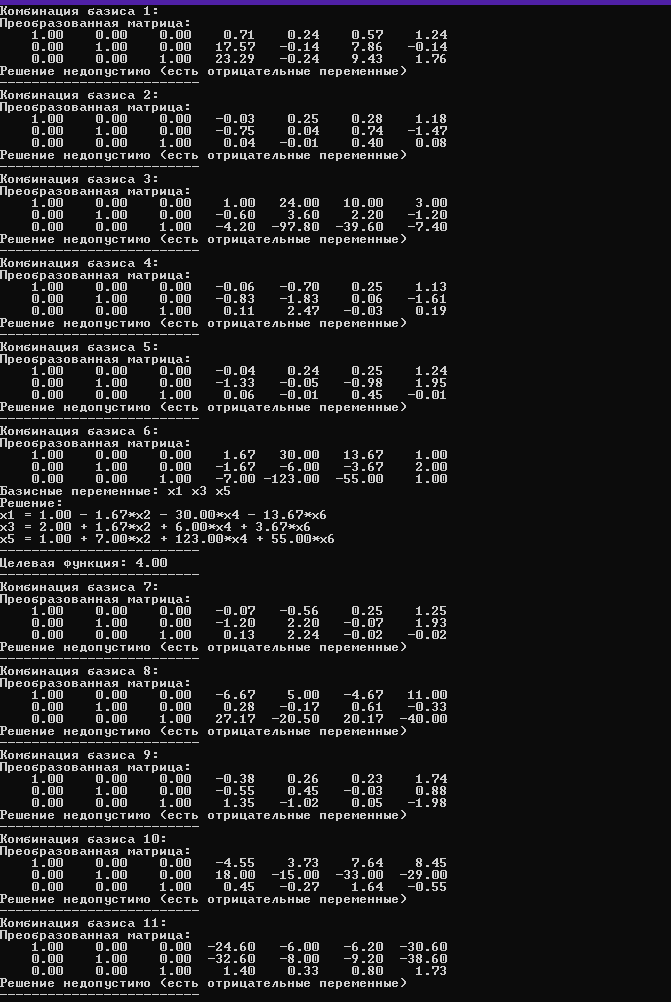 Комбинация базиса 1:
Преобразованная матрица:
1.00 0.00 0.00 0.71 0.24 0.57 1.24
0.00 1.00 0.00 17.57 -0.14 7.86 -0.14
0.00 0.00 1.00 23.29 -0.24 9.43 1.76
Решение недопустимо (есть отрицательные переменные)
-------------------------
Комбинация базиса 2:
Преобразованная матрица:
1.00 0.00 0.00 -0.03 0.25 0.28 1.18
0.00 1.00 0.00 -0.75 0.04 0.74 -1.47
0.00 0.00 1.00 0.04 -0.01 0.40 0.08
Решение недопустимо (есть отрицательные переменные)
-------------------------
Комбинация базиса 3:
Преобразованная матрица:
1.00 0.00 0.00 1.00 24.00 10.00 3.00
0.00 1.00 0.00 -0.60 3.60 2.20 -1.20
0.00 0.00 1.00 -4.20 -97.80 -39.60 -7.40
Решение недопустимо (есть отрицательные переменные)
-------------------------
Комбинация базиса 4:
Преобразованная матрица:
1.00 0.00 0.00 -0.06 -0.70 0.25 1.13
0.00 1.00 0.00 -0.83 -1.83 0.06 -1.61
0.00 0.00 1.00 0.11 2.47 -0.03 0.19
Решение недопустимо (есть отрицательные переменные)
-------------------------
Комбинация базиса 5:
Преобразованная матрица:
1.00 0.00 0.00 -0.04 0.24 0.25 1.24
0.00 1.00 0.00 -1.33 -0.05 -0.98 1.95
0.00 0.00 1.00 0.06 -0.01 0.45 -0.01
Решение недопустимо (есть отрицательные переменные)
-------------------------
Комбинация базиса 6:
Преобразованная матрица:
1.00 0.00 0.00 1.67 30.00 13.67 1.00
0.00 1.00 0.00 -1.67 -6.00 -3.67 2.00
0.00 0.00 1.00 -7.00 -123.00 -55.00 1.00
Базисные переменные: x1 x3 x5
Решение:
x1 = 1.00 - 1.67*x2 - 30.00*x4 - 13.67*x6
x3 = 2.00 + 1.67*x2 + 6.00*x4 + 3.67*x6
x5 = 1.00 + 7.00*x2 + 123.00*x4 + 55.00*x6
-------------------------
Целевая функция: 4.00
-------------------------
Комбинация базиса 7:
Преобразованная матрица:
1.00 0.00 0.00 -0.07 -0.56 0.25 1.25
0.00 1.00 0.00 -1.20 2.20 -0.07 1.93
0.00 0.00 1.00 0.13 2.24 -0.02 -0.02
Решение недопустимо (есть отрицательные переменные)
-------------------------
Комбинация базиса 8:
Преобразованная матрица:
1.00 0.00 0.00 -6.67 5.00 -4.67 11.00
0.00 1.00 0.00 0.28 -0.17 0.61 -0.33
0.00 0.00 1.00 27.17 -20.50 20.17 -40.00
Решение недопустимо (есть отрицательные переменные)
-------------------------
Комбинация базиса 9:
Преобразованная матрица:
1.00 0.00 0.00 -0.38 0.26 0.23 1.74
0.00 1.00 0.00 -0.55 0.45 -0.03 0.88
0.00 0.00 1.00 1.35 -1.02 0.05 -1.98
Решение недопустимо (есть отрицательные переменные)
-------------------------
Комбинация базиса 10:
Преобразованная матрица:
1.00 0.00 0.00 -4.55 3.73 7.64 8.45
0.00 1.00 0.00 18.00 -15.00 -33.00 -29.00
0.00 0.00 1.00 0.45 -0.27 1.64 -0.55
Решение недопустимо (есть отрицательные переменные)
-------------------------
Комбинация базиса 11:
Преобразованная матрица:
1.00 0.00 0.00 -24.60 -6.00 -6.20 -30.60
0.00 1.00 0.00 -32.60 -8.00 -9.20 -38.60
0.00 0.00 1.00 1.40 0.33 0.80 1.73
Решение недопустимо (есть отрицательные переменные)
-------------------------